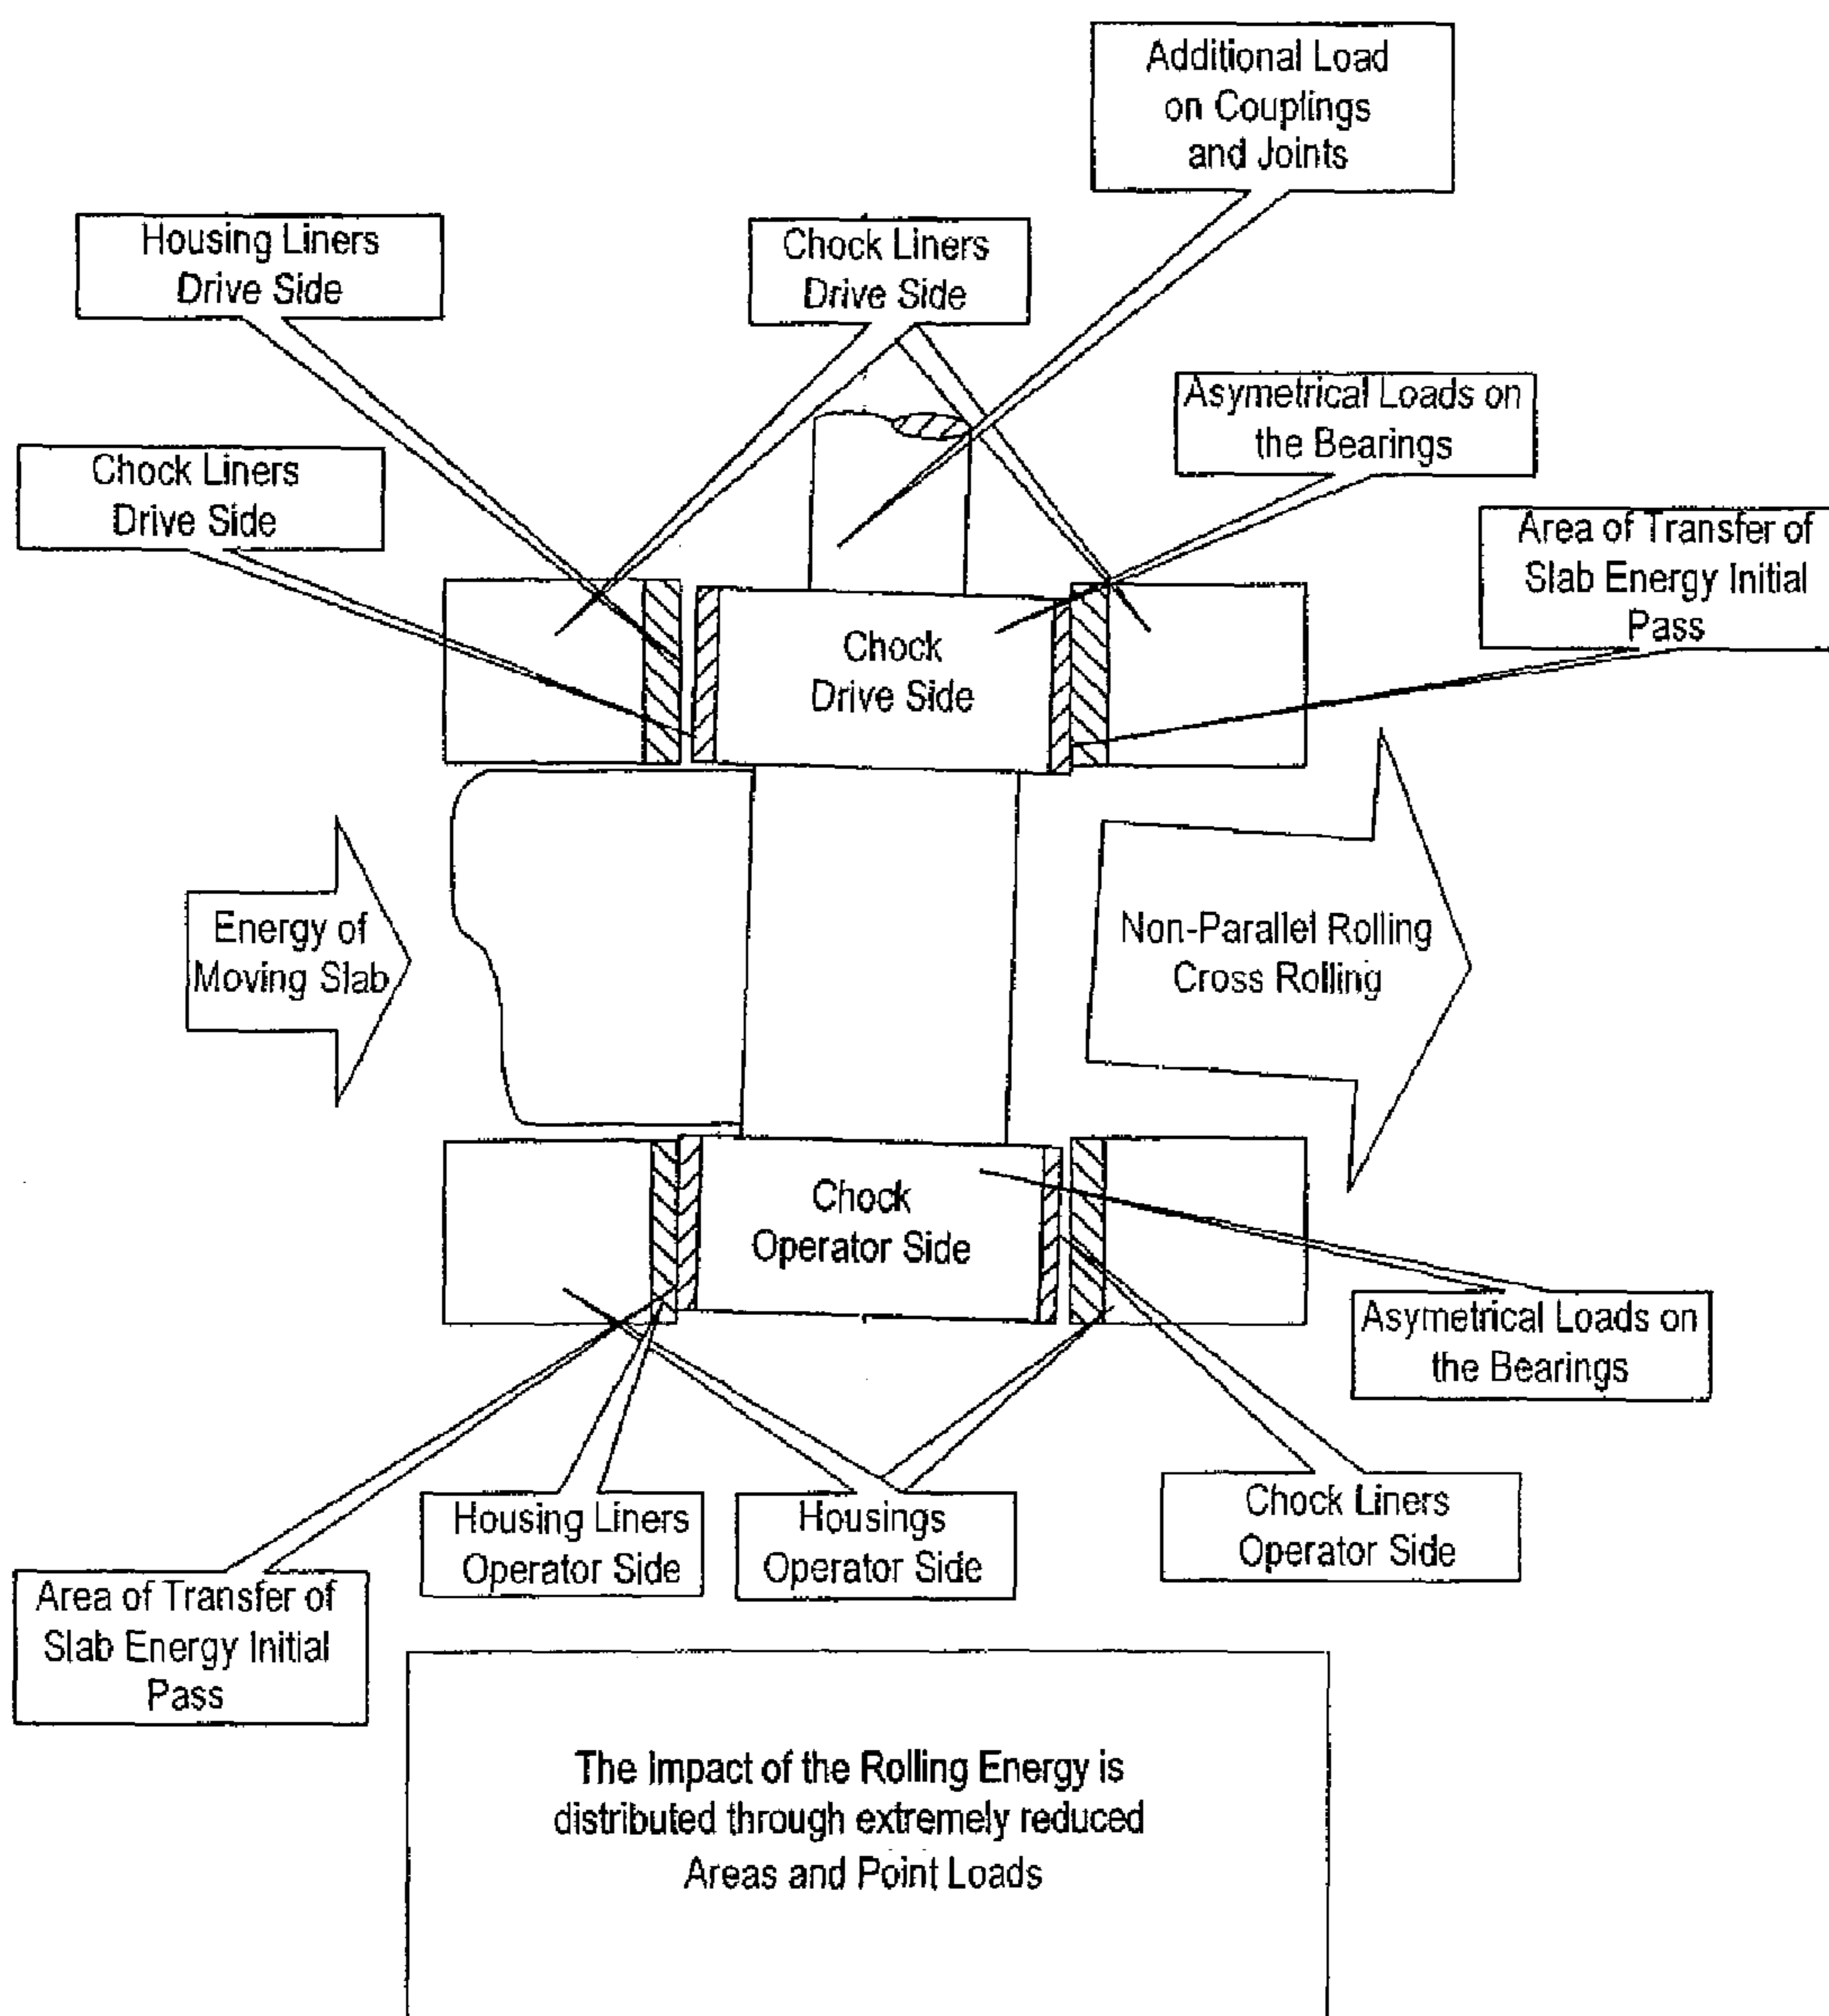 Additional Load
on Couplings
and Joints
Housing Liners
Drive Side
Chock Liners
Drive Side
Asymetrical Loads on
the Bearings
Chock Liners
Drive Side
Area of Transfer of
Slab Energy Initial
Pass
Chock
Drive Side
Energy of
Moving Slab
Non-Parallel Rolling
Cross Rolling
Chock
Operator Side
Asymetrical Loads on
the Bearings
Housing Liners
Operator Side
Housings
Operator Side
Chock Liners
Operator Side
Area of Transfer of
Slab Energy Initial
Pass
The Impact of the Rolling Energy is
distributed through extremely reduced
Areas and Point Loads